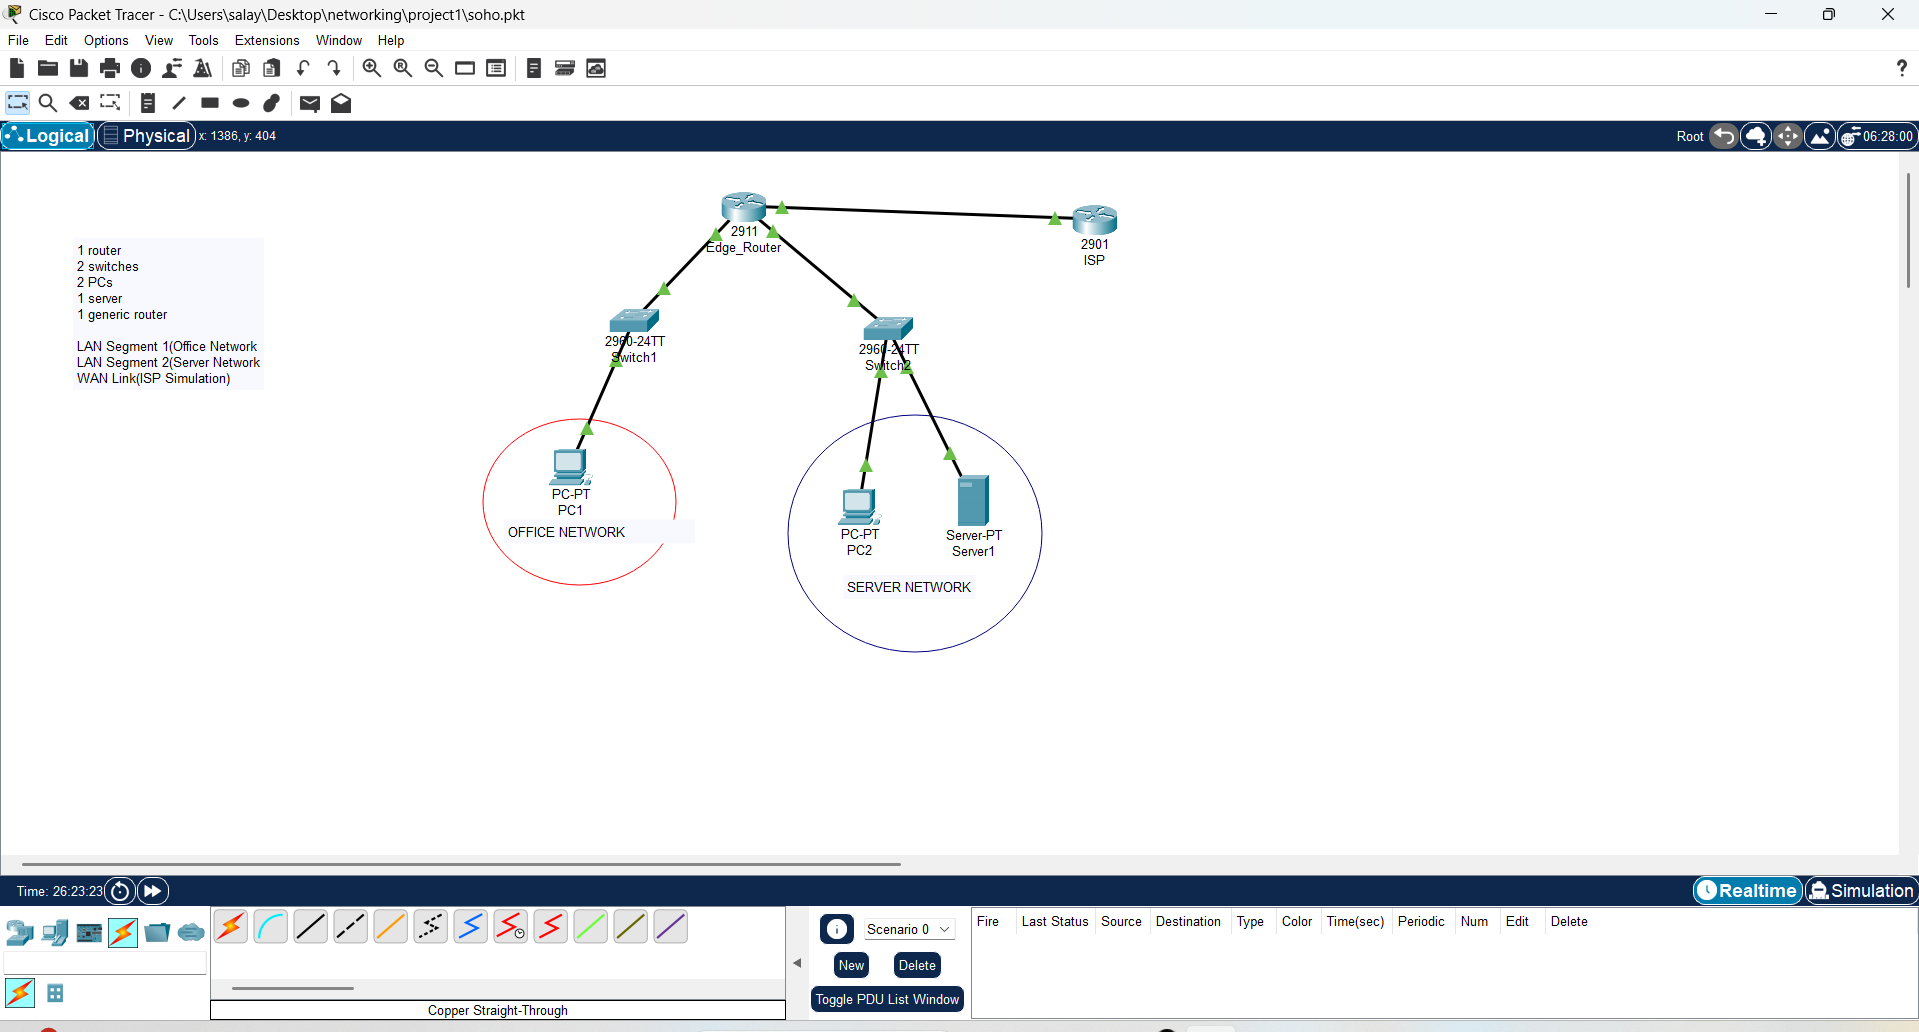 Cisco Packet Tracer - C:\Users\salay\Desktop\networking\project1\soho.pkt
File Edit Options View Tools Extensions Window Help
?
Logical Physical x: 1386, y: 404 Root 06:28:00
1 router
2 switches
2 PCs
1 server
1 generic router
LAN Segment 1(Office Network
LAN Segment 2(Server Network
WAN Link(ISP Simulation)
2911
Edge_Router
2901
ISP
2960-24TT
Switch1
2960-24TT
Switch2
PC-PT
PC1
OFFICE NETWORK
PC-PT
PC2
Server-PT
Server1
SERVER NETWORK
Time: 26:23:23 Realtime Simulation
Scenario 0
New Delete
Toggle PDU List Window
Fire Last Status Source Destination Type Color Time(sec) Periodic Num Edit Delete
Copper Straight-Through